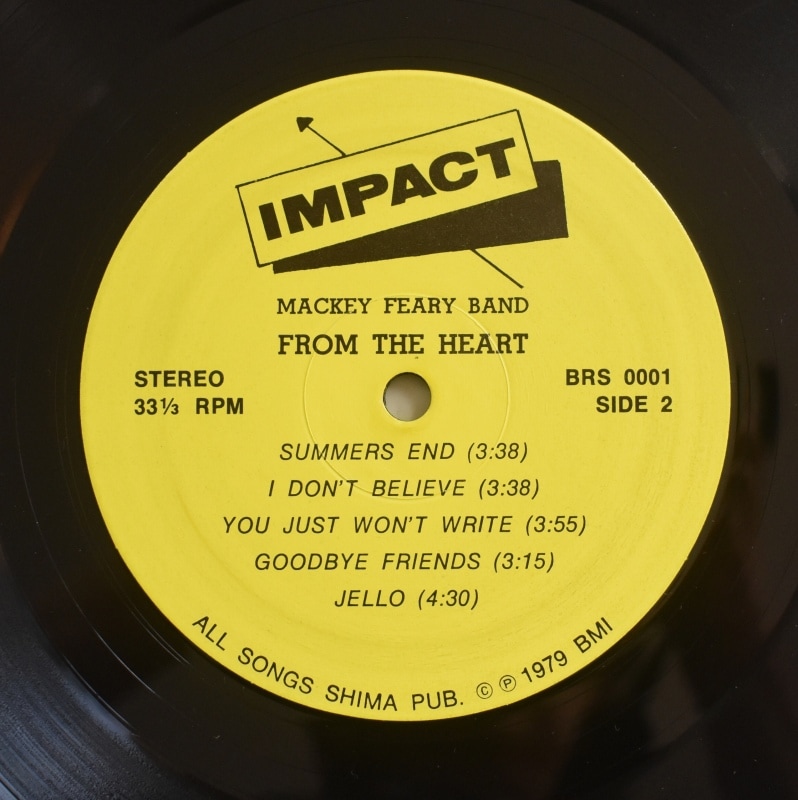 IMPACT
MACKEY FEARY BAND
FROM THE HEART
STEREO
33⅓ RPM
BRS 0001
SIDE 2
SUMMERS END (3:38)
I DON'T BELIEVE (3:38)
YOU JUST WON'T WRITE (3:55)
GOODBYE FRIENDS (3:15)
JELLO (4:30)
ALL SONGS SHIMA PUB. © ℗ 1979 BMI